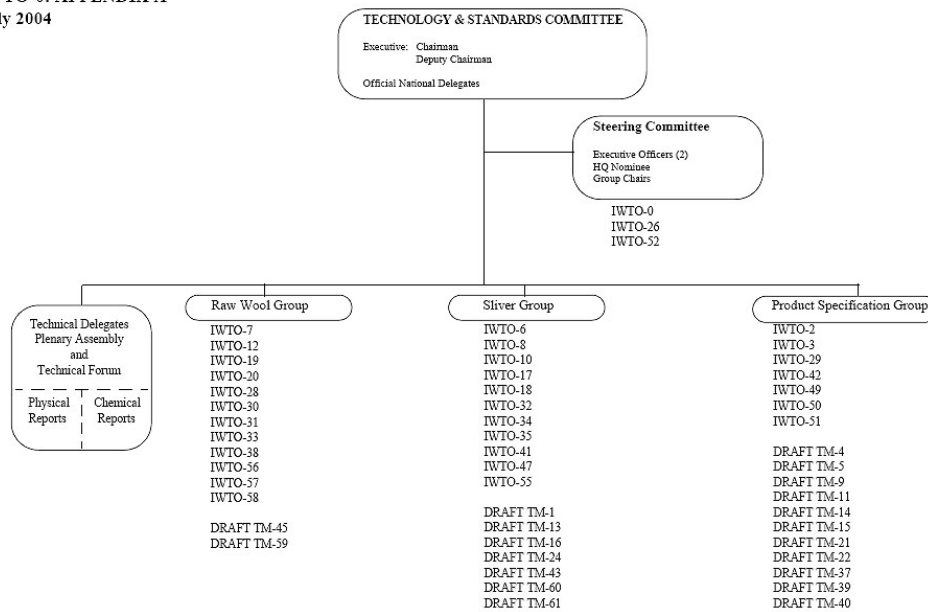 TO-0: APPENDIX A
ly 2004
TECHNOLOGY & STANDARDS COMMITTEE
Executive: Chairman
Deputy Chairman
Official National Delegates
Steering Committee
Executive Officers (2)
HQ Nominee
Group Chairs
IWTO-0
IWTO-26
IWTO-52
Technical Delegates
Plenary Assembly
and
Technical Forum
Physical
Reports
Chemical
Reports
Raw Wool Group
IWTO-7
IWTO-12
IWTO-19
IWTO-20
IWTO-28
IWTO-30
IWTO-31
IWTO-33
IWTO-38
IWTO-56
IWTO-57
IWTO-58
DRAFT TM-45
DRAFT TM-59
Sliver Group
IWTO-6
IWTO-8
IWTO-10
IWTO-17
IWTO-18
IWTO-32
IWTO-34
IWTO-35
IWTO-41
IWTO-47
IWTO-55
DRAFT TM-1
DRAFT TM-13
DRAFT TM-16
DRAFT TM-24
DRAFT TM-43
DRAFT TM-60
DRAFT TM-61
Product Specification Group
IWTO-2
IWTO-3
IWTO-29
IWTO-42
IWTO-49
IWTO-50
IWTO-51
DRAFT TM-4
DRAFT TM-5
DRAFT TM-9
DRAFT TM-11
DRAFT TM-14
DRAFT TM-15
DRAFT TM-21
DRAFT TM-22
DRAFT TM-37
DRAFT TM-39
DRAFT TM-40